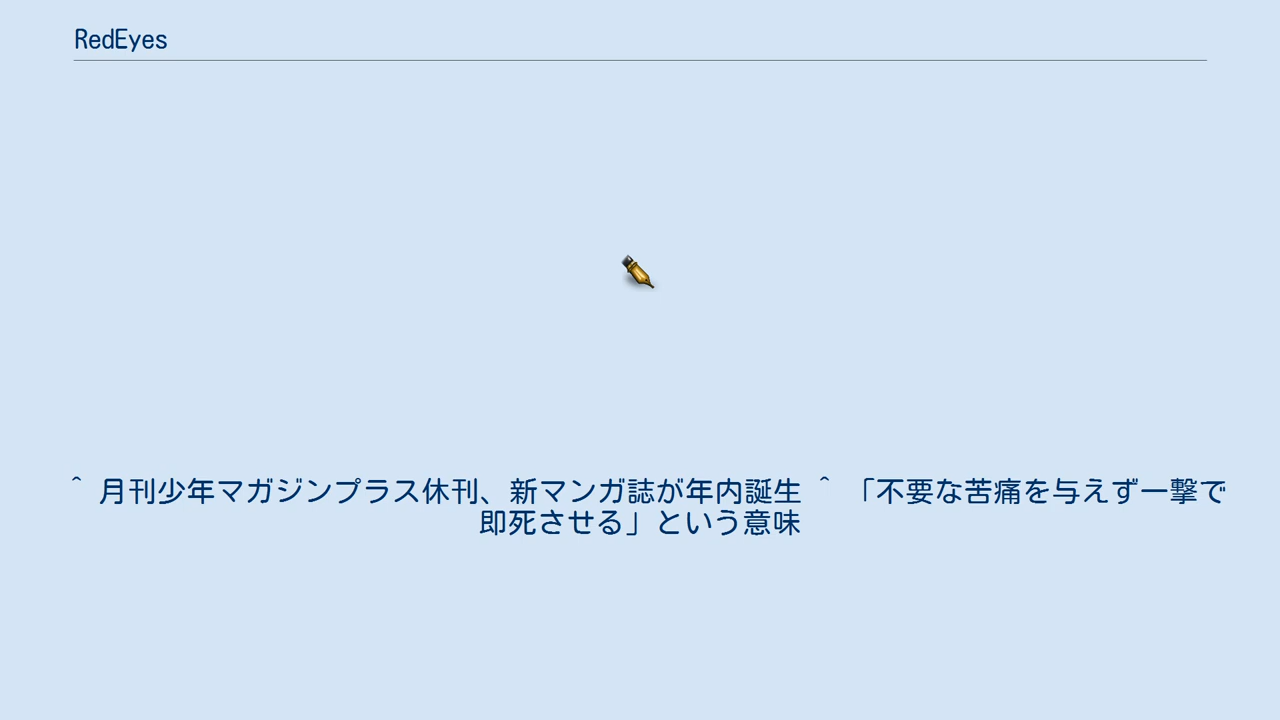 RedEyes
^ 月刊少年マガジンプラス休刊、新マンガ誌が年内誕生 ^ 「不要な苦痛を与えず一撃で
即死させる」という意味